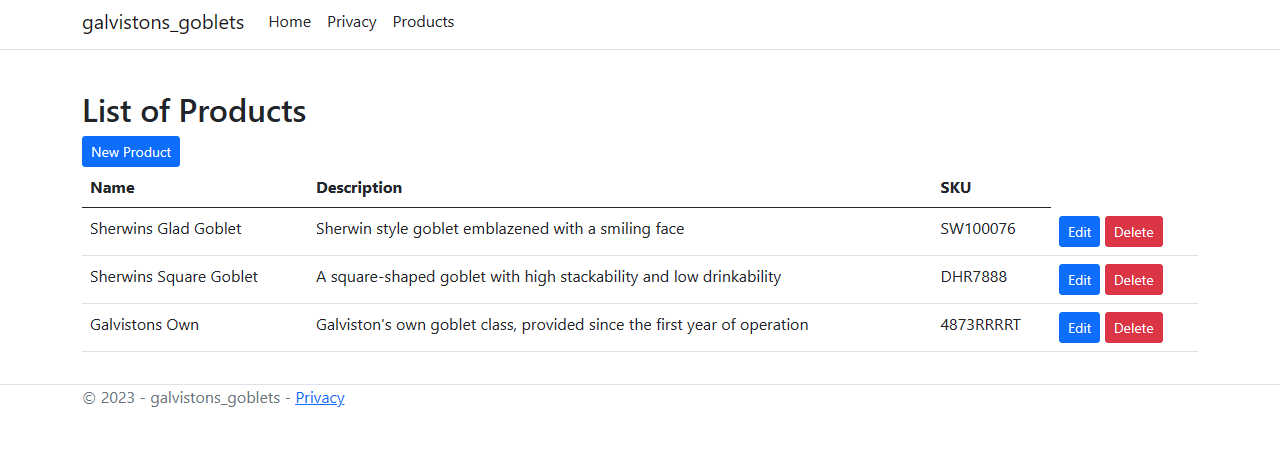 galvistons_goblets Home Privacy Products
List of Products
New Product
Name Description SKU
Sherwins Glad Goblet Sherwin style goblet emblazened with a smiling face SW100076 Edit Delete
Sherwins Square Goblet A square-shaped goblet with high stackability and low drinkability DHR7888 Edit Delete
Galvistons Own Galviston's own goblet class, provided since the first year of operation 4873RRRRT Edit Delete
© 2023 - galvistons_goblets - Privacy